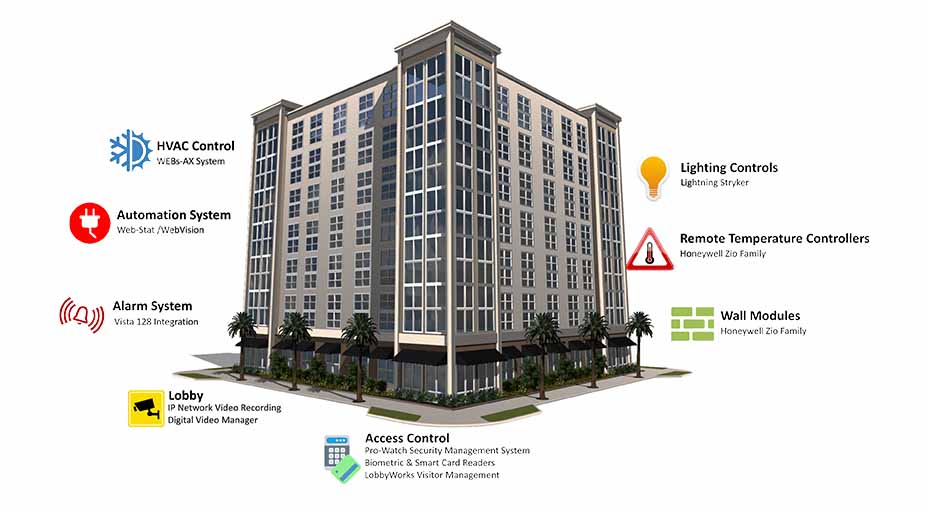 HVAC Control
WEBs-AX System
Automation System
Web-Stat /WebVision
Alarm System
Vista 128 Integration
Lobby
IP Network Video Recording
Digital Video Manager
Access Control
Pro-Watch Security Management System
Biometric & Smart Card Readers
LobbyWorks Visitor Management
Lighting Controls
Lightning Stryker
Remote Temperature Controllers
Honeywell Zio Family
Wall Modules
Honeywell Zio Family